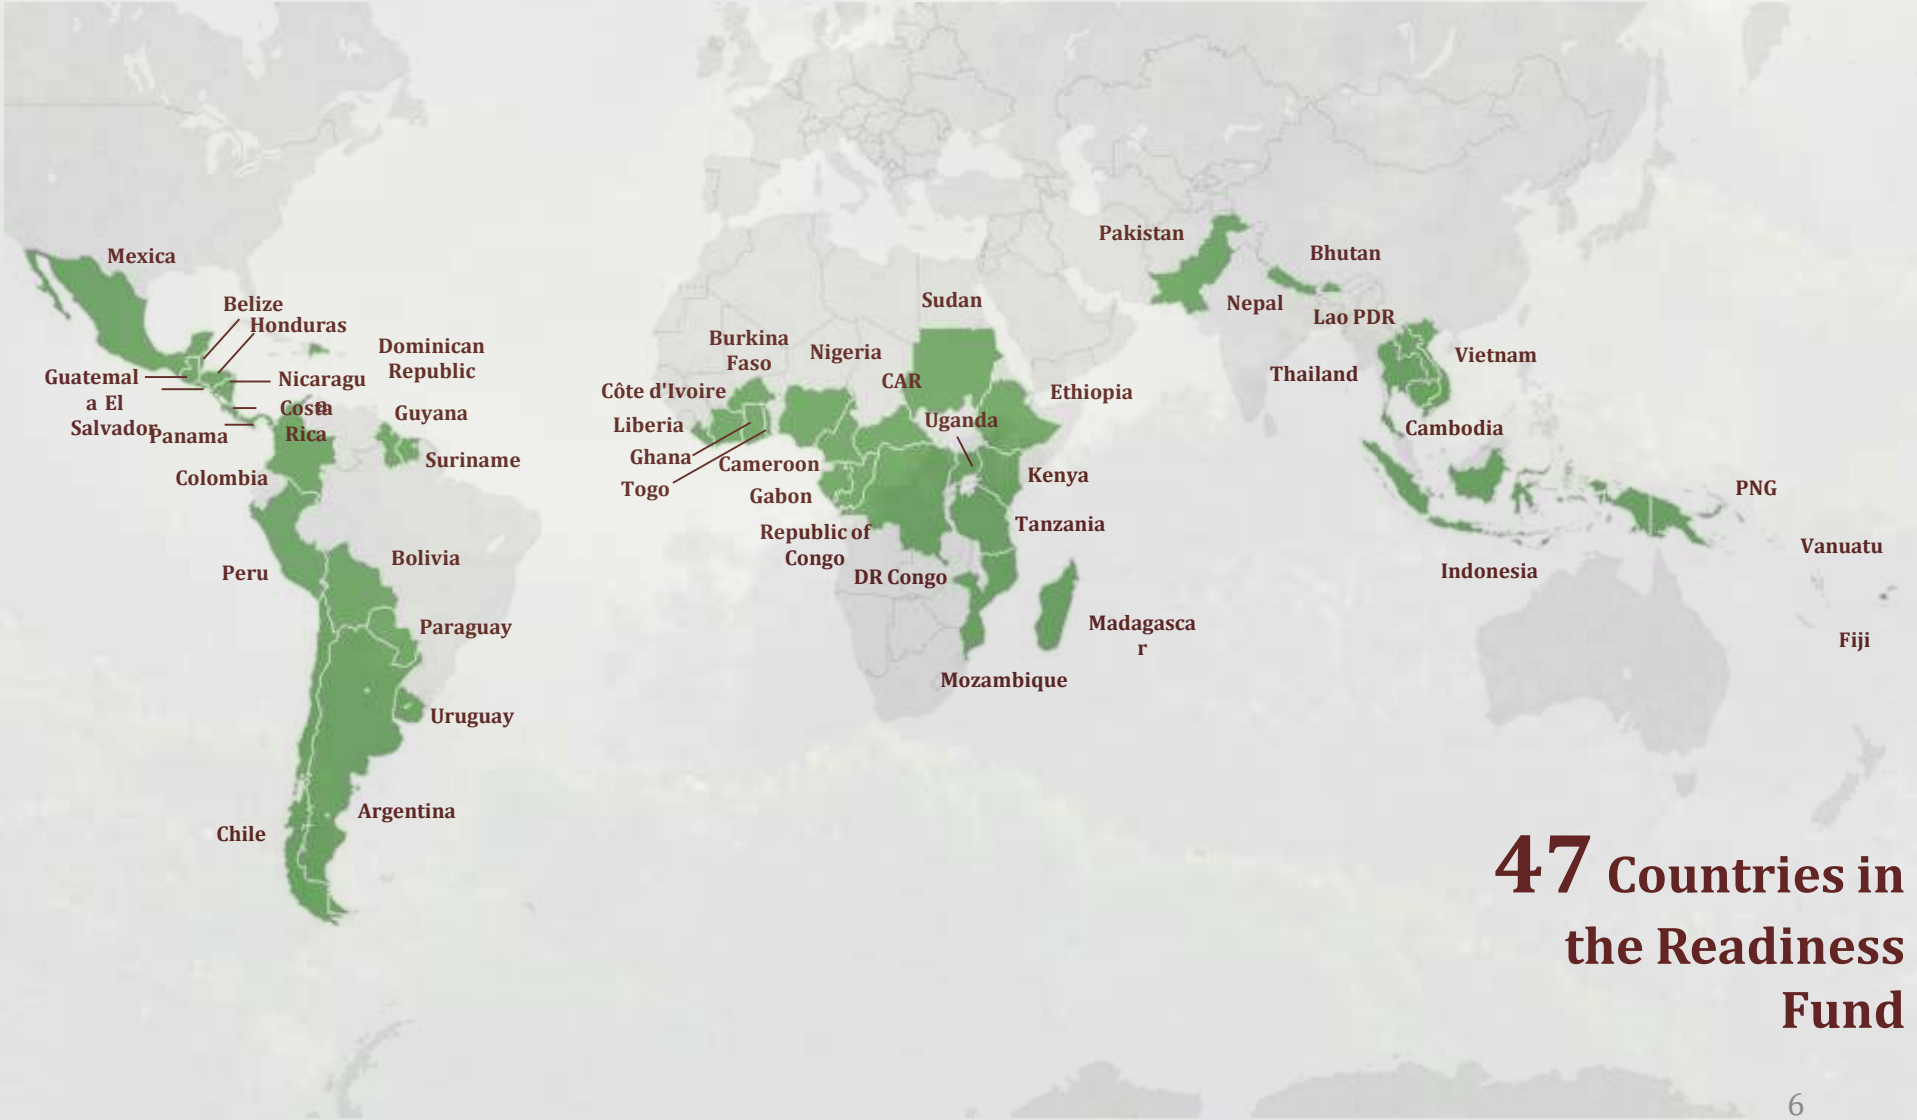 Mexica
Belize
Honduras
Dominican
Republic
Guatemal
a El
Salvador
Nicaragu
a
Costa
Rica
Panama
Guyana
Suriname
Colombia
Peru
Bolivia
Paraguay
Uruguay
Argentina
Chile
Sudan
Burkina
Faso
Nigeria
CAR
Côte d'Ivoire
Liberia
Ghana
Togo
Cameroon
Gabon
Republic of
Congo
DR Congo
Uganda
Ethiopia
Kenya
Tanzania
Madagasca
r
Mozambique
Pakistan
Bhutan
Nepal
Lao PDR
Vietnam
Thailand
Cambodia
Indonesia
PNG
Vanuatu
Fiji
47 Countries in
the Readiness
Fund
6